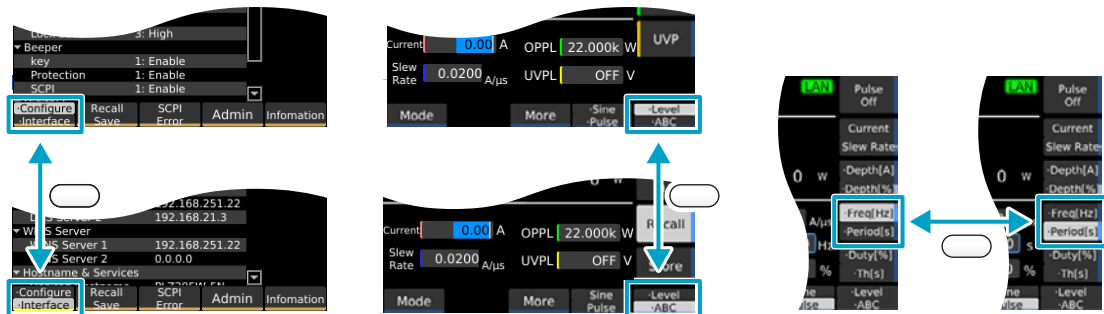 3: High
▾ Beeper
key 1: Enable
Protection 1: Enable
SCPI 1: Enable
·Configure
·Interface
Recall
Save
SCPI
Error
Admin
Infomation
192.168.251.22
192.168.21.3
Server 1 192.168.251.22
Server 2 0.0.0.0
▾ Hostname & Services
·Configure
·Interface
Recall
Save
SCPI
Error
Admin
Infomation
Current 0.00 A
OPPL 22.000k W
UVP
Slew
Rate
0.0200 A/µs
UVPL OFF V
Mode
More
·Sine
·Pulse
·Level
·ABC
Current 0.00 A
OPPL 22.000k W
Recall
Slew
Rate
0.0200 A/µs
UVPL OFF V
Store
Mode
More
Sine
Pulse
·Level
·ABC
LAN
Pulse
Off
Current
Slew Rate
0 W
·Depth[A]
·Depth[%]
A/µs
·Freq[Hz]
·Period[s]
Hz
·Duty[%]
%
·Th[s]
·Level
·ABC
LAN
Pulse
Off
Current
Slew Rate
0 W
·Depth[A]
·Depth[%]
·Freq[Hz]
·Period[s]
s
·Duty[%]
%
·Th[s]
·Level
·ABC